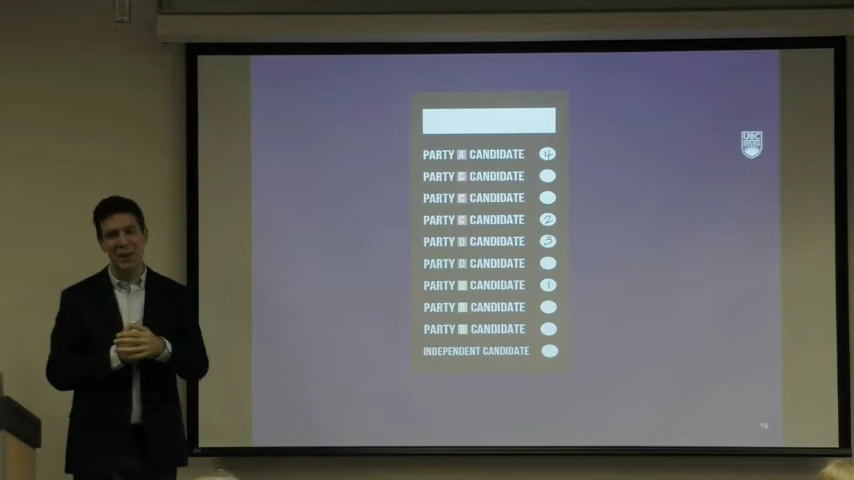 UBC
PARTY A CANDIDATE 4
PARTY C CANDIDATE
PARTY C CANDIDATE
PARTY C CANDIDATE 2
PARTY D CANDIDATE 3
PARTY D CANDIDATE
PARTY CANDIDATE 1
PARTY CANDIDATE
PARTY CANDIDATE
INDEPENDENT CANDIDATE